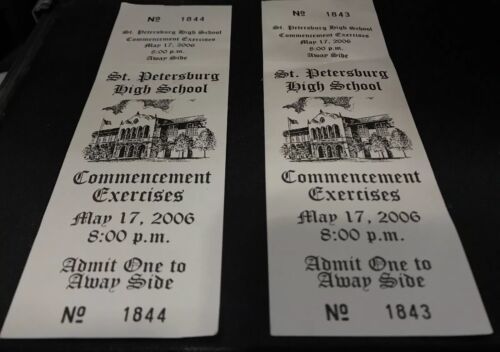 Nº 1844
St. Petersburg High School
Commencement Exercises
May 17, 2006
8:00 p.m.
Away Side
St. Petersburg
High School
Commencement
Exercises
May 17, 2006
8:00 p.m.
Admit One to
Away Side
Nº 1844
Nº 1843
St. Petersburg High School
Commencement Exercises
May 17, 2006
8:00 p.m.
Away Side
St. Petersburg
High School
Commencement
Exercises
May 17, 2006
8:00 p.m.
Admit One to
Away Side
Nº 1843